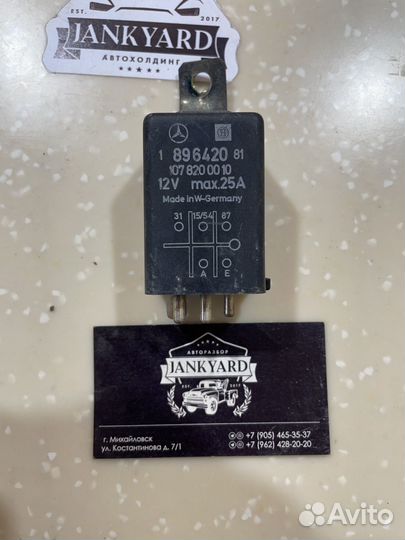 EST. 2017
JANKYARD
АВТОХОЛДИНГ
1 896420 81
107 820 00 10
12V max.25A
Made in W-Germany
31 15/54 87
A E
АВТОРАЗБОР
EST. 2017
JANKYARD
г. Михайловск
ул. Костантинова д. 7/1
+7 (905) 465-35-37
+7 (962) 428-20-20
Avito